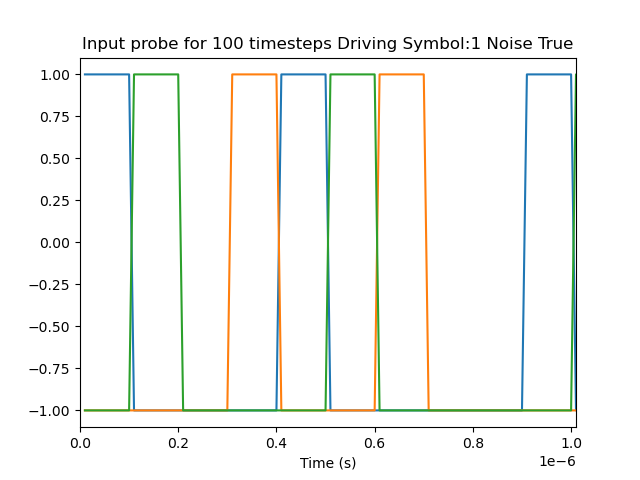 Input probe for 100 timesteps Driving Symbol:1 Noise True
1.00
0.75
0.50
0.25
0.00
−0.25
−0.50
−0.75
−1.00
0.0 0.2 0.4 0.6 0.8 1.0
Time (s)
1e−6